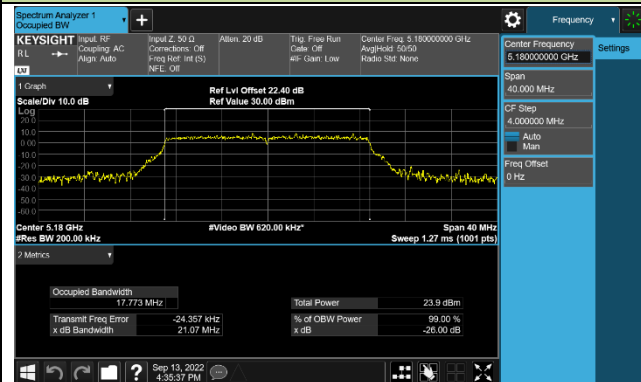 Spectrum Analyzer 1
Occupied BW
Frequency
KEYSIGHT
RL
LXI
Input: RF
Coupling: AC
Align: Auto
Input Z: 50 Ω
Corrections: Off
Freq Ref: Int (S)
NFE: Off
Atten: 20 dB
Trig: Free Run
Gate: Off
#IF Gain: Low
Center Freq: 5.180000000 GHz
Avg|Hold: 50/50
Radio Std: None
Center Frequency
5.180000000 GHz
Settings
Span
40.000 MHz
CF Step
4.000000 MHz
Auto
Man
Freq Offset
0 Hz
1 Graph
Scale/Div 10.0 dB
Ref Lvl Offset 22.40 dB
Ref Value 30.00 dBm
Log
20.0
10.0
0.00
-10.0
-20.0
-30.0
-40.0
-50.0
-60.0
Center 5.18 GHz
#Res BW 200.00 kHz
#Video BW 620.00 kHz*
Span 40 MHz
Sweep 1.27 ms (1001 pts)
2 Metrics
Occupied Bandwidth
17.773 MHz
Transmit Freq Error -24.357 kHz
x dB Bandwidth 21.07 MHz
Total Power 23.9 dBm
% of OBW Power 99.00 %
x dB -26.00 dB
Sep 13, 2022
4:35:37 PM